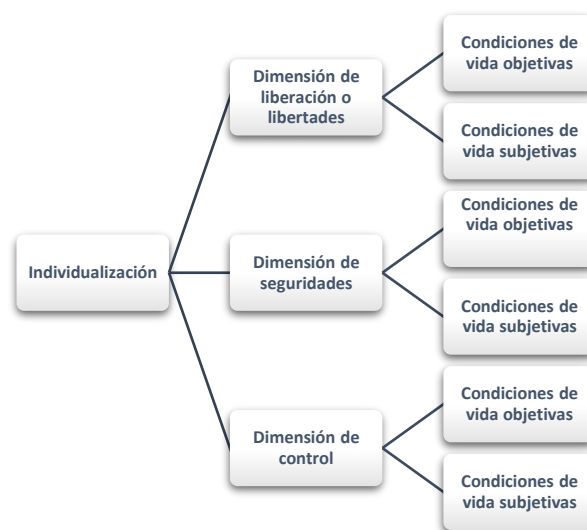 Individualización
Dimensión de
liberación o
libertades
Condiciones de
vida objetivas
Condiciones de
vida subjetivas
Dimensión de
seguridades
Condiciones de
vida objetivas
Condiciones de
vida subjetivas
Dimensión de
control
Condiciones de
vida objetivas
Condiciones de
vida subjetivas